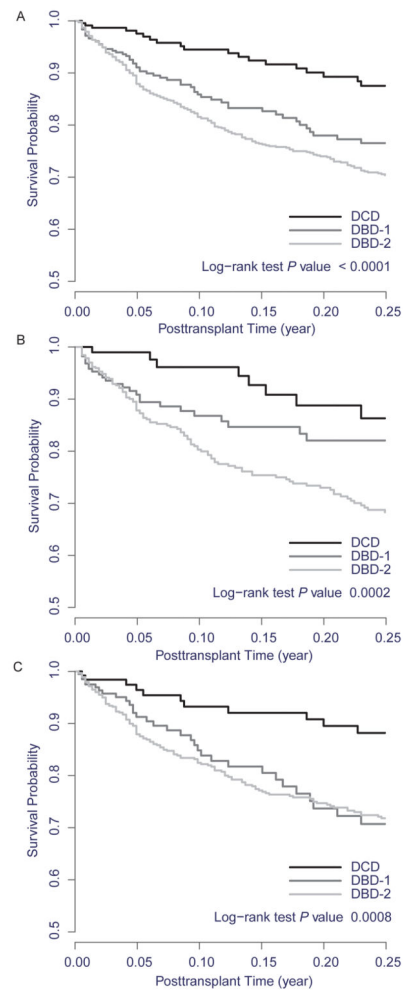 A
Survival Probability
1.0
0.9
0.8
0.7
0.6
0.5
DCD
DBD-1
DBD-2
Log-rank test P value < 0.0001
0.00 0.05 0.10 0.15 0.20 0.25
Posttransplant Time (year)
B
Survival Probability
1.0
0.9
0.8
0.7
0.6
0.5
DCD
DBD-1
DBD-2
Log-rank test P value 0.0002
0.00 0.05 0.10 0.15 0.20 0.25
Posttransplant Time (year)
C
Survival Probability
1.0
0.9
0.8
0.7
0.6
0.5
DCD
DBD-1
DBD-2
Log-rank test P value 0.0008
0.00 0.05 0.10 0.15 0.20 0.25
Posttransplant Time (year)